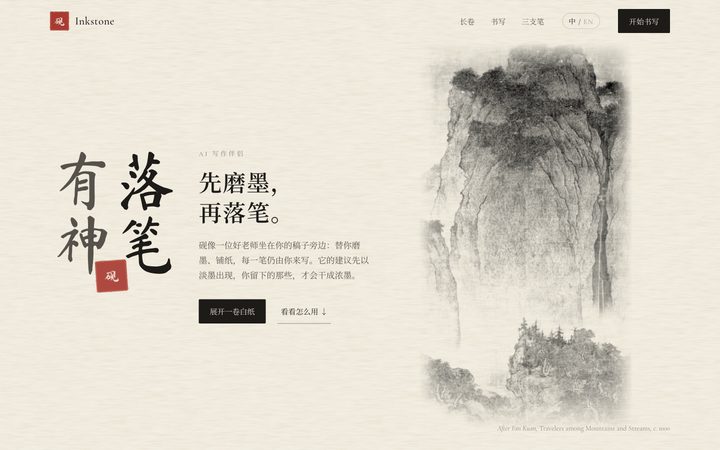 砚 Inkstone
长卷 书写 三支笔 中 / EN 开始书写
落笔
有神
砚
AI 写作伴侣
先磨墨，
再落笔。
砚像一位好老师坐在你的稿子旁边：替你磨
墨、铺纸，每一笔仍由你来写。它的建议先以
淡墨出现，你留下的那些，才会干成浓墨。
展开一卷白纸 看看怎么用 ↓
After Fan Kuan, Travelers among Mountains and Streams, c. 1000